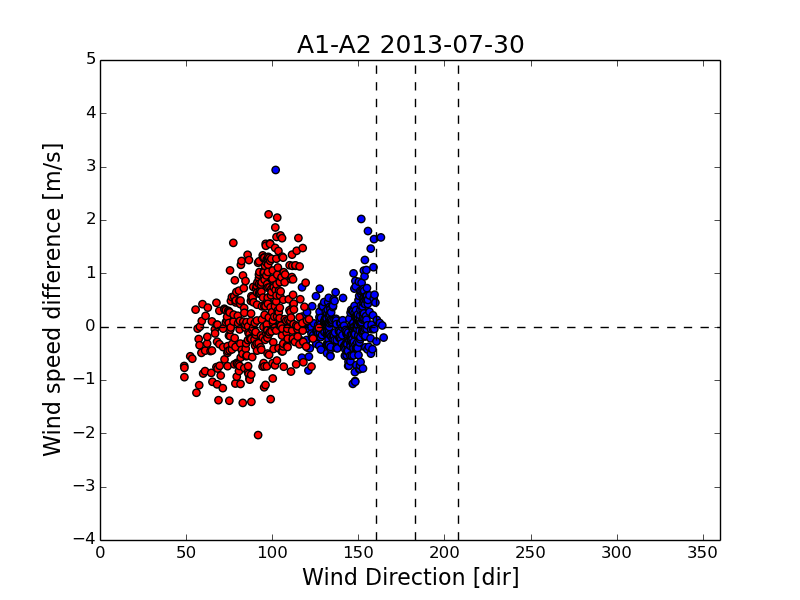 A1-A2 2013-07-30
5
4
3
2
1
0
−1
−2
−3
−4
Wind speed difference [m/s]
0 50 100 150 200 250 300 350
Wind Direction [dir]